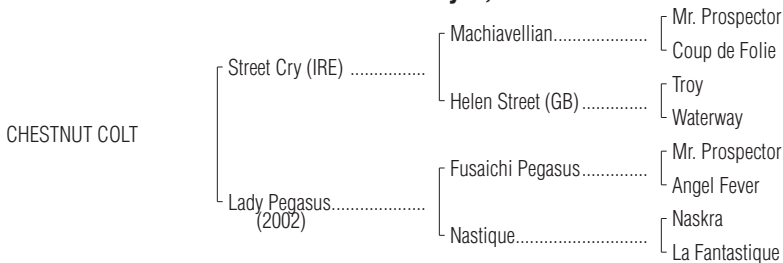 Mr. Prospector
Machiavellian....................
Coup de Folie
Street Cry (IRE) ................
Troy
Helen Street (GB) ..............
Waterway
CHESTNUT COLT
Mr. Prospector
Fusaichi Pegasus..............
Angel Fever
Lady Pegasus....................
(2002)
Naskra
Nastique............................
La Fantastique